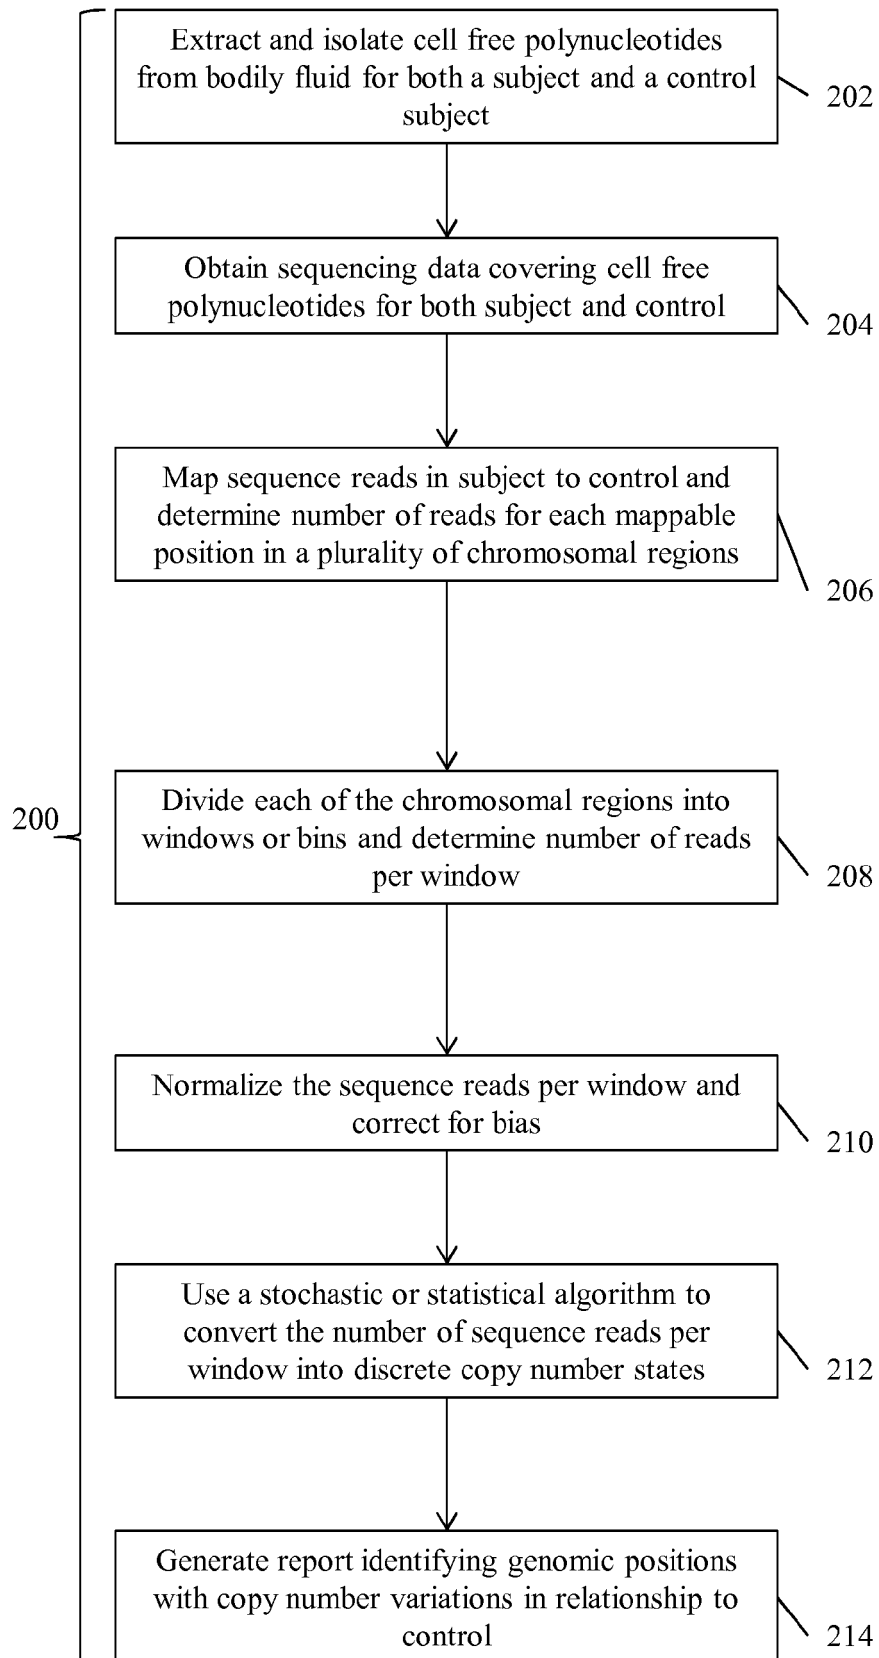 Extract and isolate cell free polynucleotides
from bodily fluid for both a subject and a control
subject
202
Obtain sequencing data covering cell free
polynucleotides for both subject and control
204
Map sequence reads in subject to control and
determine number of reads for each mappable
position in a plurality of chromosomal regions
206
200
Divide each of the chromosomal regions into
windows or bins and determine number of reads
per window
208
Normalize the sequence reads per window and
correct for bias
210
Use a stochastic or statistical algorithm to
convert the number of sequence reads per
window into discrete copy number states
212
Generate report identifying genomic positions
with copy number variations in relationship to
control
214